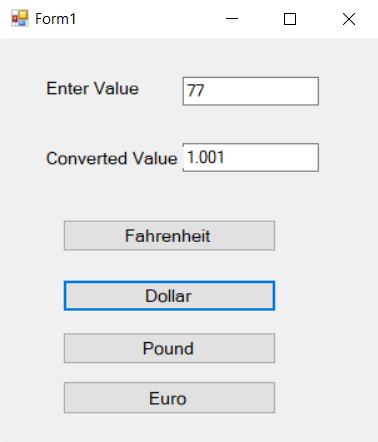 Form1
Enter Value 77
Converted Value 1.001
Fahrenheit
Dollar
Pound
Euro